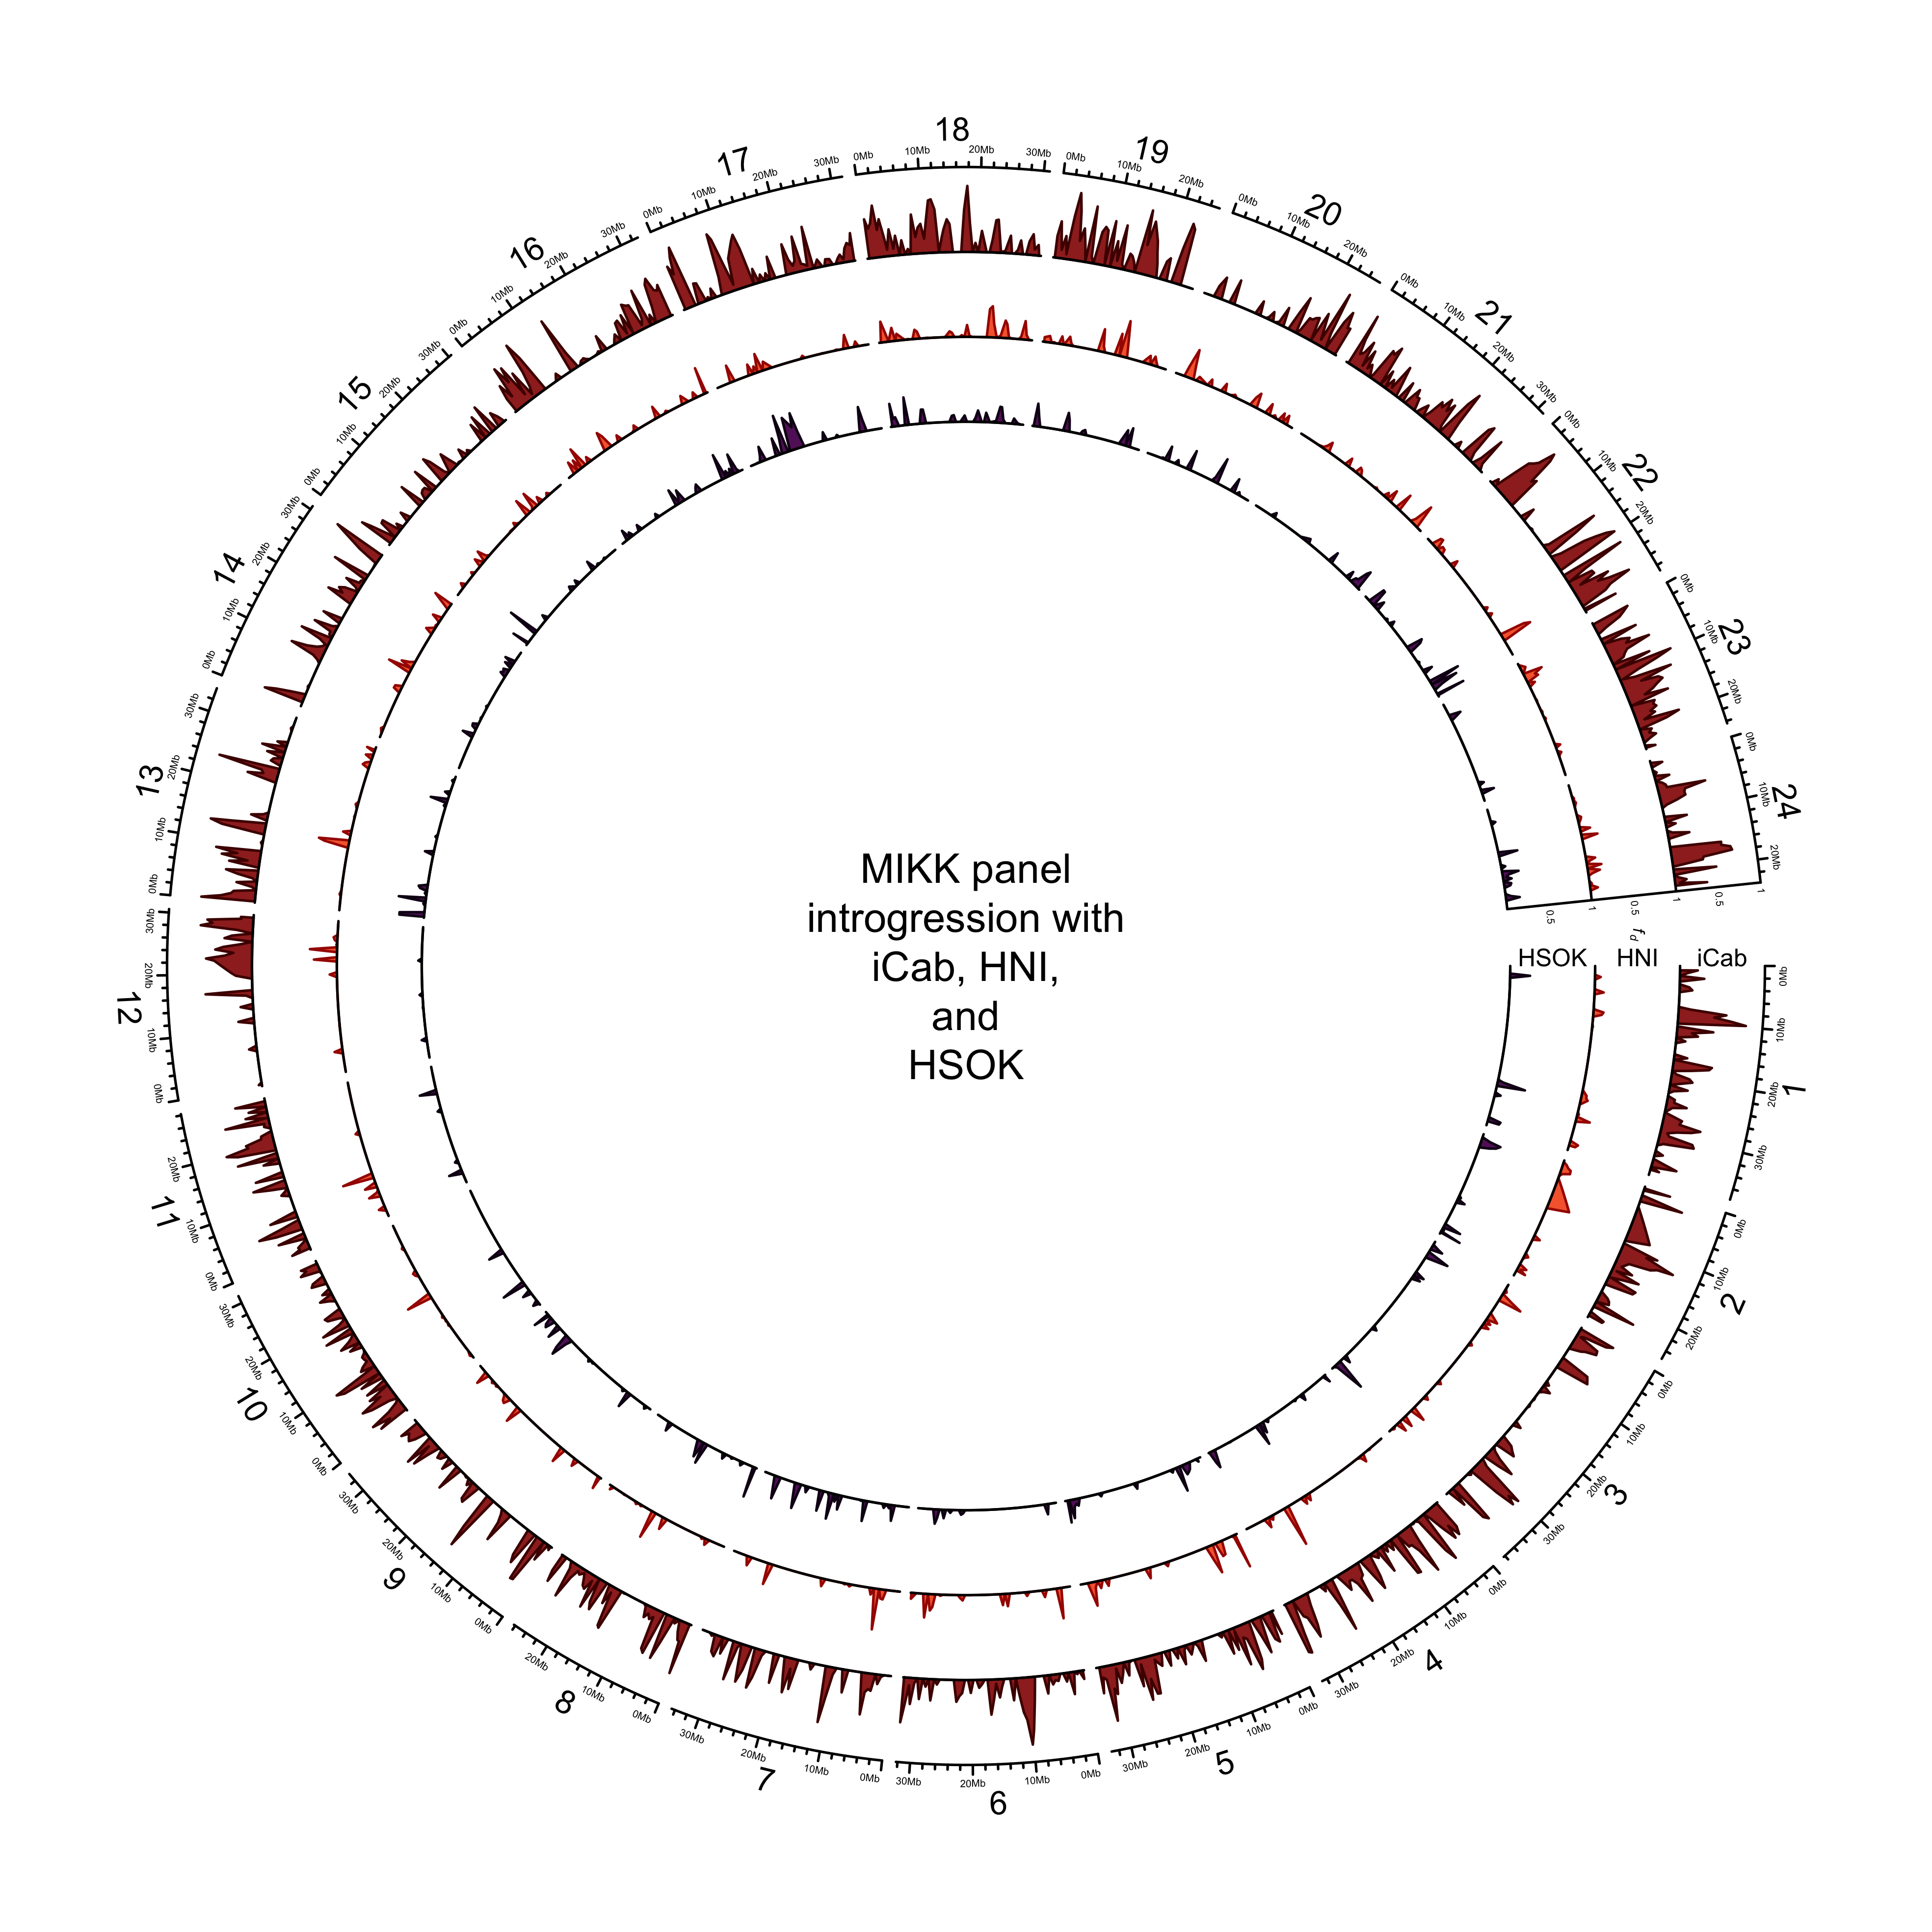 MIKK panel
introgression with
iCab, HNI,
and
HSOK
HSOK HNI iCab
f d
0.5 1 0.5 1 0.5 1
1
0Mb 10Mb 20Mb 30Mb
2
0Mb 10Mb 20Mb
3
0Mb 10Mb 20Mb 30Mb
4
0Mb 10Mb 20Mb 30Mb
5
0Mb 10Mb 20Mb 30Mb
6
0Mb 10Mb 20Mb 30Mb
7
0Mb 10Mb 20Mb 30Mb
8
0Mb 10Mb 20Mb
9
0Mb 10Mb 20Mb 30Mb
10
0Mb 10Mb 20Mb 30Mb
11
0Mb 10Mb 20Mb
12
0Mb 10Mb 20Mb 30Mb
13
0Mb 10Mb 20Mb 30Mb
14
0Mb 10Mb 20Mb 30Mb
15
0Mb 10Mb 20Mb 30Mb
16
0Mb 10Mb 20Mb 30Mb
17
0Mb 10Mb 20Mb 30Mb
18
0Mb 10Mb 20Mb 30Mb
19
0Mb 10Mb 20Mb
20
0Mb 10Mb 20Mb
21
0Mb 10Mb 20Mb 30Mb
22
0Mb 10Mb 20Mb
23
0Mb 10Mb 20Mb
24
0Mb 10Mb 20Mb